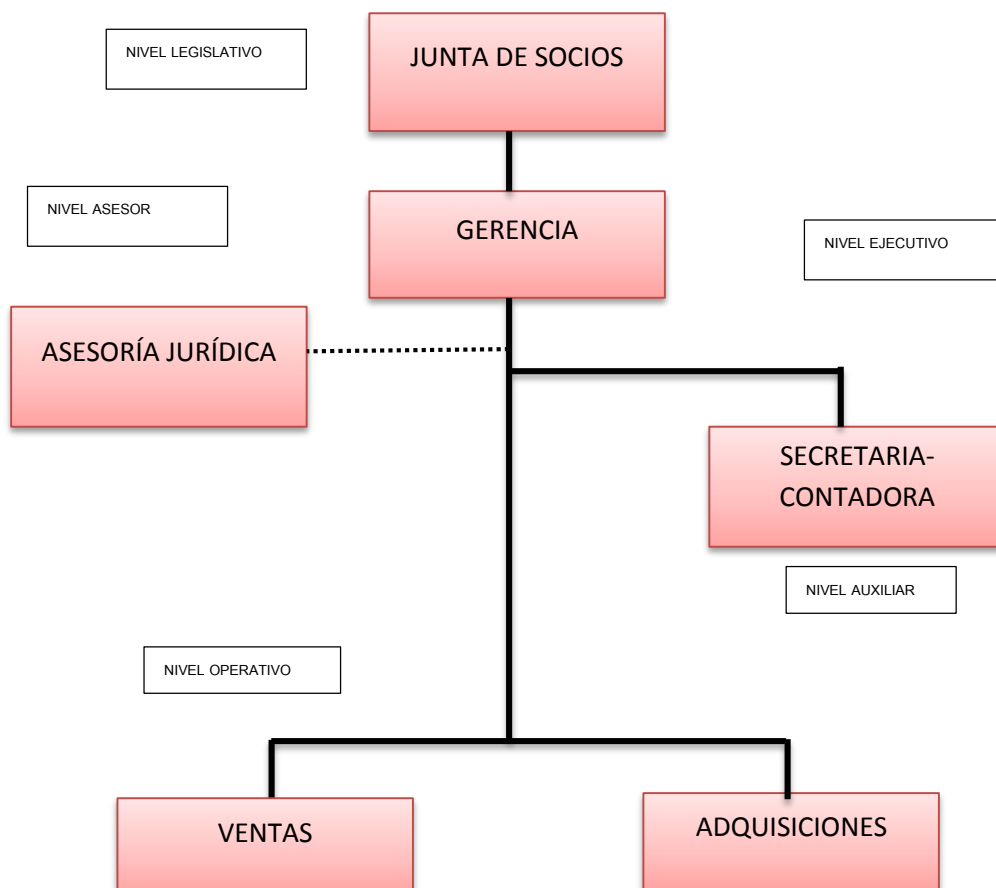 NIVEL LEGISLATIVO
JUNTA DE SOCIOS
NIVEL ASESOR
GERENCIA
NIVEL EJECUTIVO
ASESORÍA JURÍDICA
SECRETARIA-
CONTADORA
NIVEL AUXILIAR
NIVEL OPERATIVO
VENTAS
ADQUISICIONES